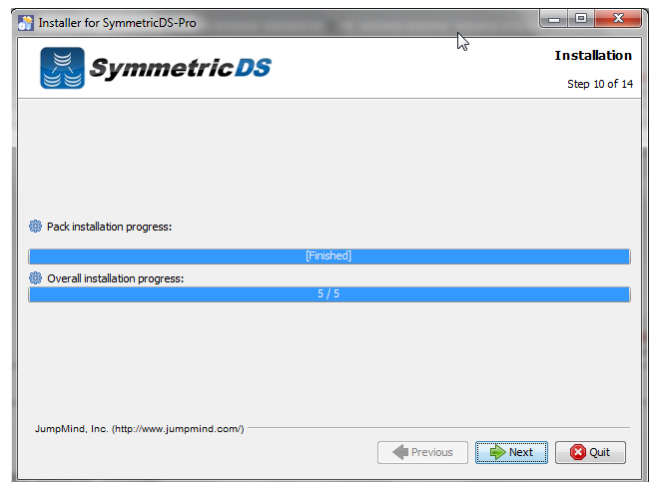 Installer for SymmetricDS-Pro
SymmetricDS
Installation
Step 10 of 14
Pack installation progress:
[Finished]
Overall installation progress:
5 / 5
JumpMind, Inc. (http://www.jumpmind.com/)
Previous
Next
Quit